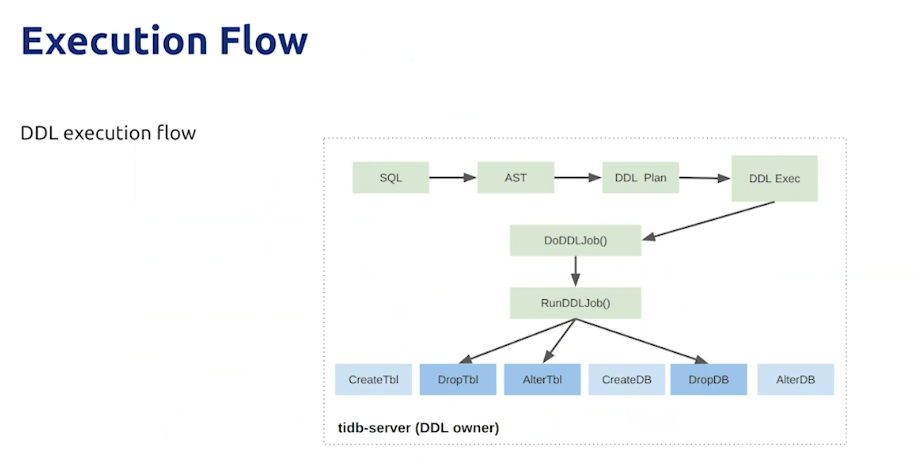 Execution Flow
DDL execution flow
SQL
AST
DDL Plan
DDL Exec
DoDDLJob()
RunDDLJob()
CreateTbl
DropTbl
AlterTbl
CreateDB
DropDB
AlterDB
tidb-server (DDL owner)